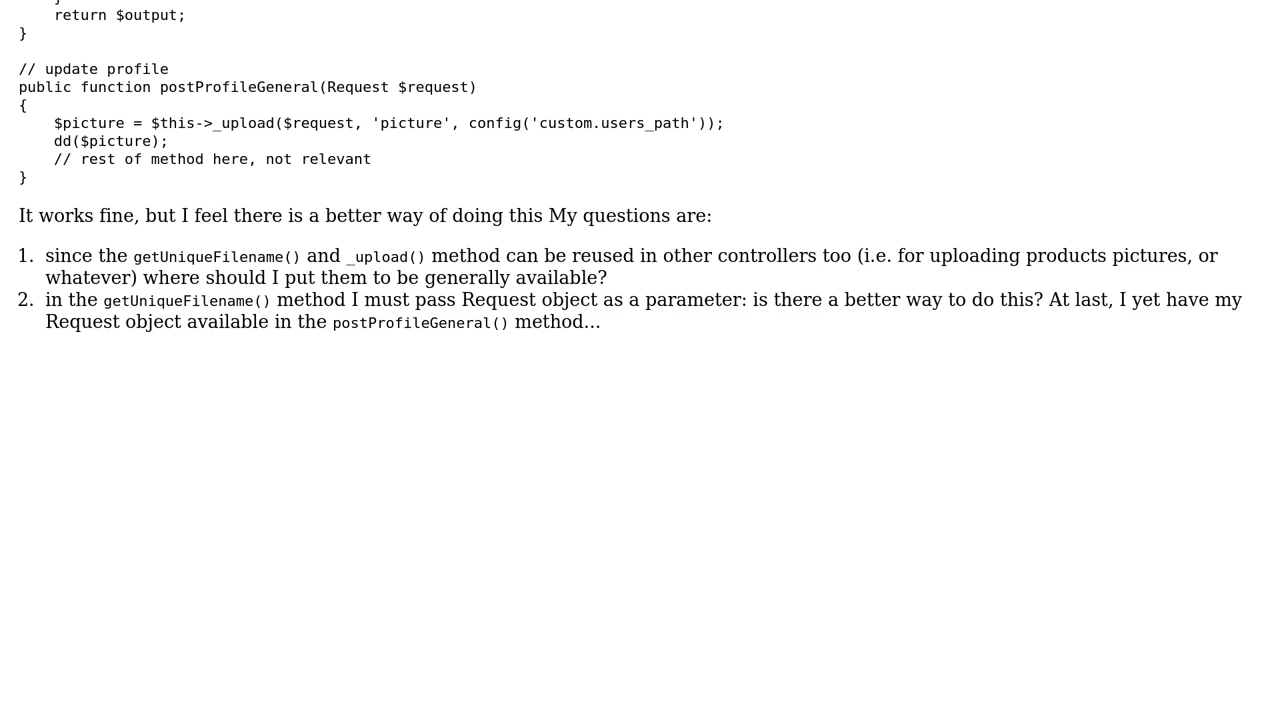 }
    return $output;
}
// update profile
public function postProfileGeneral(Request $request)
{
    $picture = $this->_upload($request, 'picture', config('custom.users_path'));
    dd($picture);
    // rest of method here, not relevant
}
It works fine, but I feel there is a better way of doing this My questions are:
1. since the getUniqueFilename() and _upload() method can be reused in other controllers too (i.e. for uploading products pictures, or
whatever) where should I put them to be generally available?
2. in the getUniqueFilename() method I must pass Request object as a parameter: is there a better way to do this? At last, I yet have my
Request object available in the postProfileGeneral() method...